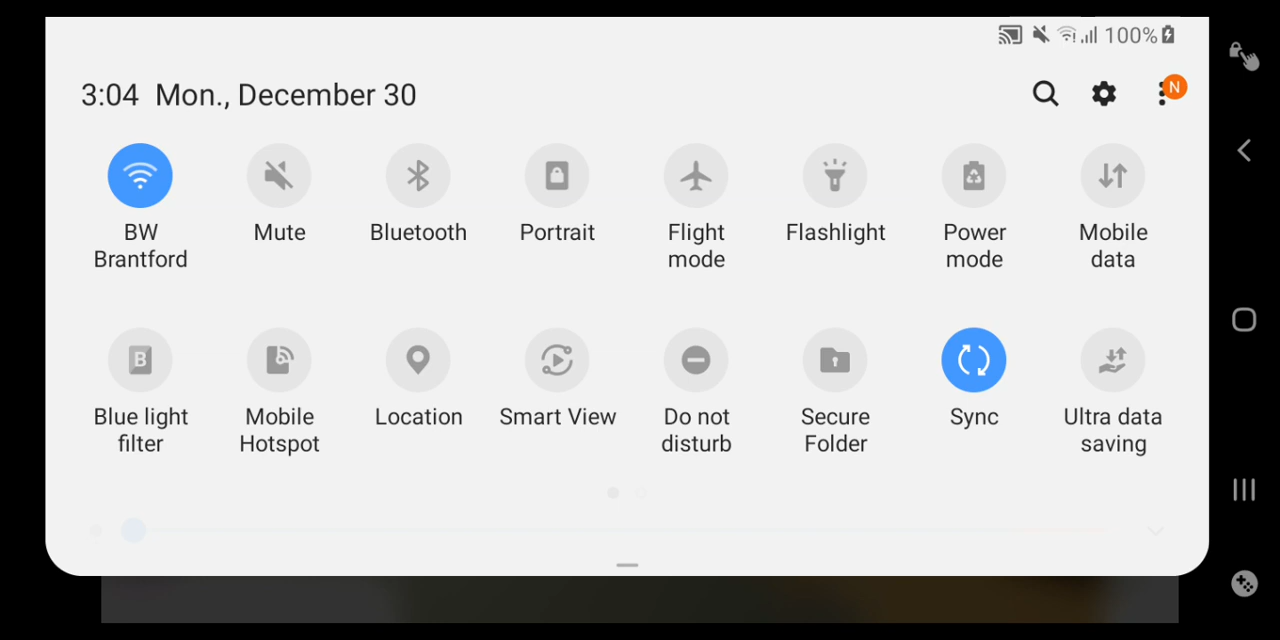 100%
3:04 Mon., December 30
N
BW
Brantford
Mute
Bluetooth
Portrait
Flight
mode
Flashlight
Power
mode
Mobile
data
B
Blue light
filter
Mobile
Hotspot
Location
Smart View
Do not
disturb
Secure
Folder
Sync
Ultra data
saving